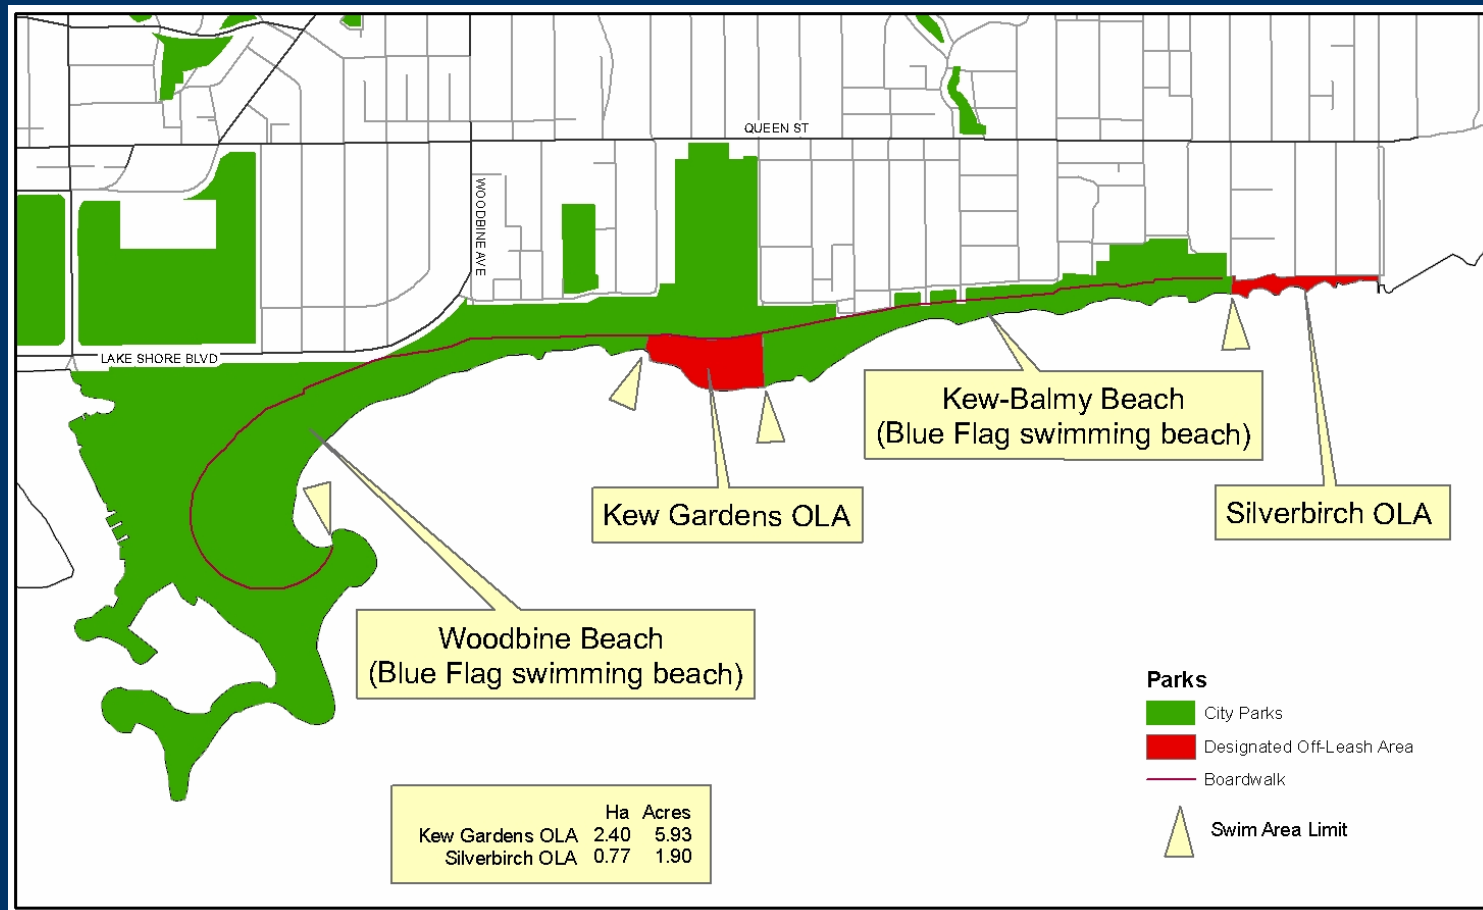 QUEEN ST
WOODBINE AVE
LAKE SHORE BLVD
Kew-Balmy Beach
(Blue Flag swimming beach)
Kew Gardens OLA
Silverbirch OLA
Woodbine Beach
(Blue Flag swimming beach)
Parks
City Parks
Designated Off-Leash Area
Boardwalk
Swim Area Limit
Ha Acres
Kew Gardens OLA 2.40 5.93
Silverbirch OLA 0.77 1.90